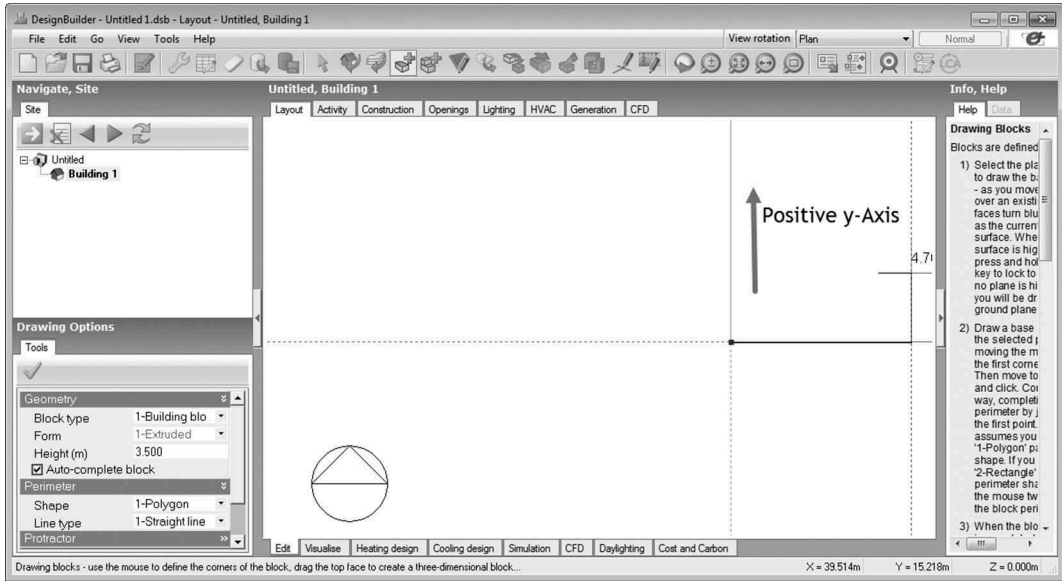 DesignBuilder - Untitled 1.dsb - Layout - Untitled, Building 1
File Edit Go View Tools Help
View rotation Plan
Normal
Navigate, Site
Site
Untitled
Building 1
Untitled, Building 1
Layout Activity Construction Openings Lighting HVAC Generation CFD
Positive y-Axis
4.7
Drawing Options
Tools
Geometry
Block type 1-Building blo
Form 1-Extruded
Height (m) 3.500
Auto-complete block
Perimeter
Shape 1-Polygon
Line type 1-Straight line
Protractor
Edit Visualise Heating design Cooling design Simulation CFD Daylighting Cost and Carbon
Info, Help
Help Data
Drawing Blocks
Blocks are defined
1) Select the pla
to draw the ba
- as you move
over an existi
faces turn blu
as the current
surface. Whe
surface is hig
press and hol
key to lock to
no plane is hi
you will be dr
ground plane
2) Draw a base
the selected p
moving the m
the first corne
Then move to
and click. Cor
way, completi
perimeter by j
the first point.
assumes you
'1-Polygon' pa
shape. If you
'2-Rectangle'
perimeter sha
the mouse tw
the block peri
3) When the blo
Drawing blocks - use the mouse to define the corners of the block, drag the top face to create a three-dimensional block...
X = 39.514m Y = 15.218m Z = 0.000m